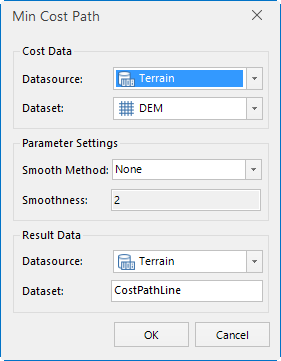 Min Cost Path
Cost Data
Datasource: Terrain
Dataset: DEM
Parameter Settings
Smooth Method: None
Smoothness: 2
Result Data
Datasource: Terrain
Dataset: CostPathLine
OK Cancel